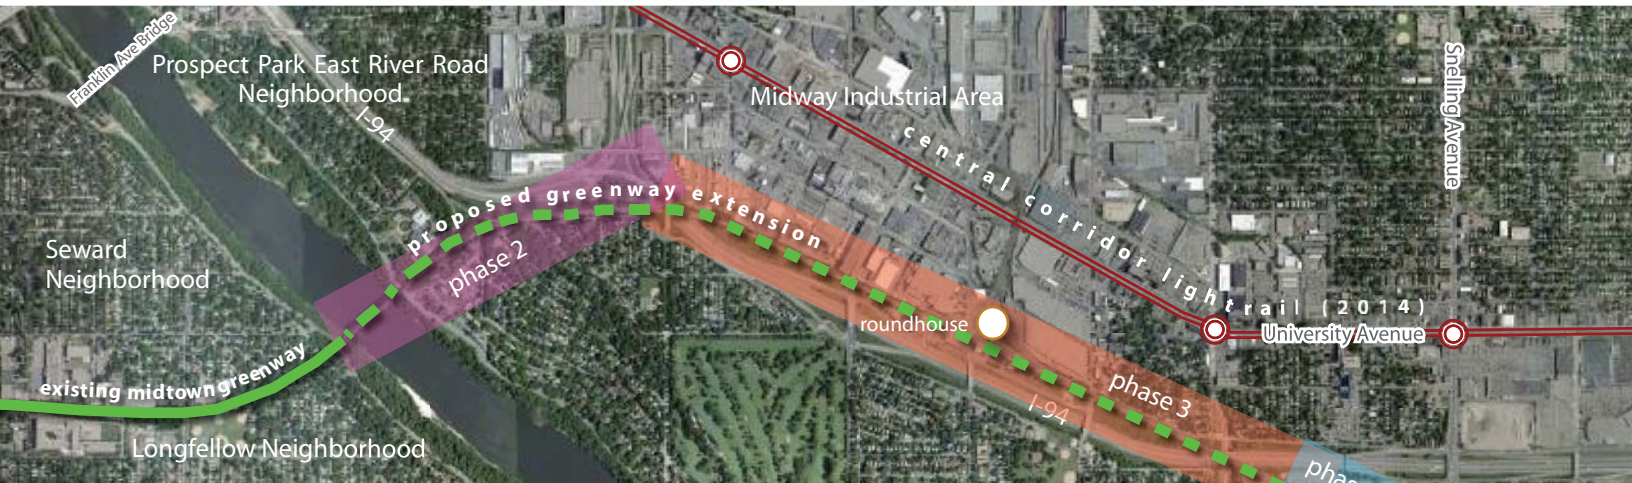 Franklin Ave Bridge
Prospect Park East River Road
Neighborhood
I-94
Midway Industrial Area
Snelling Avenue
central corridor light rail (2014)
University Avenue
proposed greenway extension
phase 2
Seward
Neighborhood
roundhouse
existing midtown greenway
phase 3
I-94
Longfellow Neighborhood